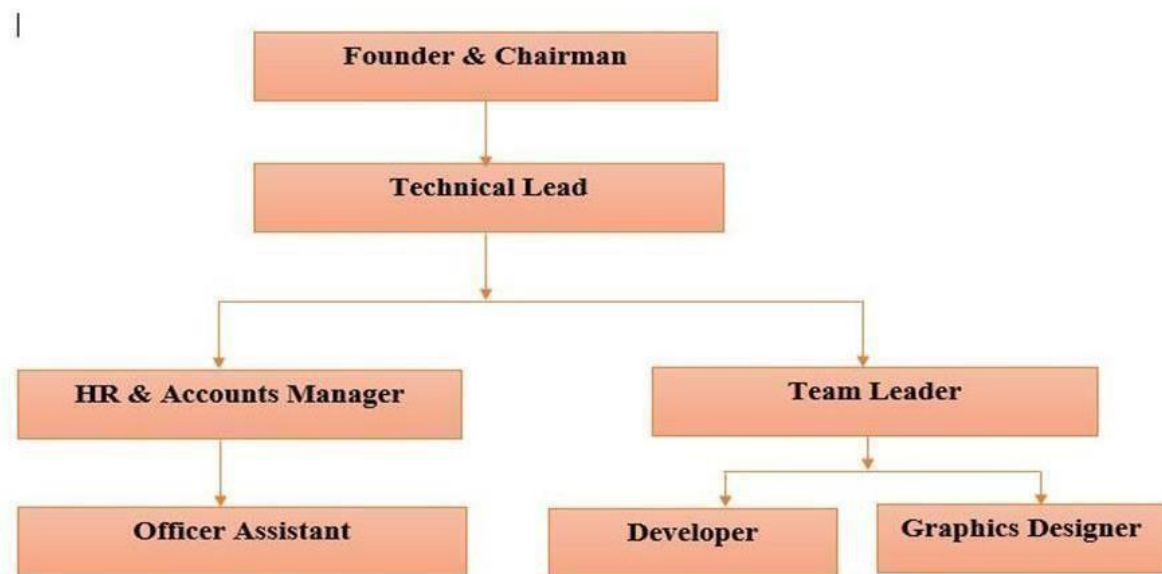 Founder & Chairman
Technical Lead
HR & Accounts Manager
Team Leader
Officer Assistant
Developer
Graphics Designer